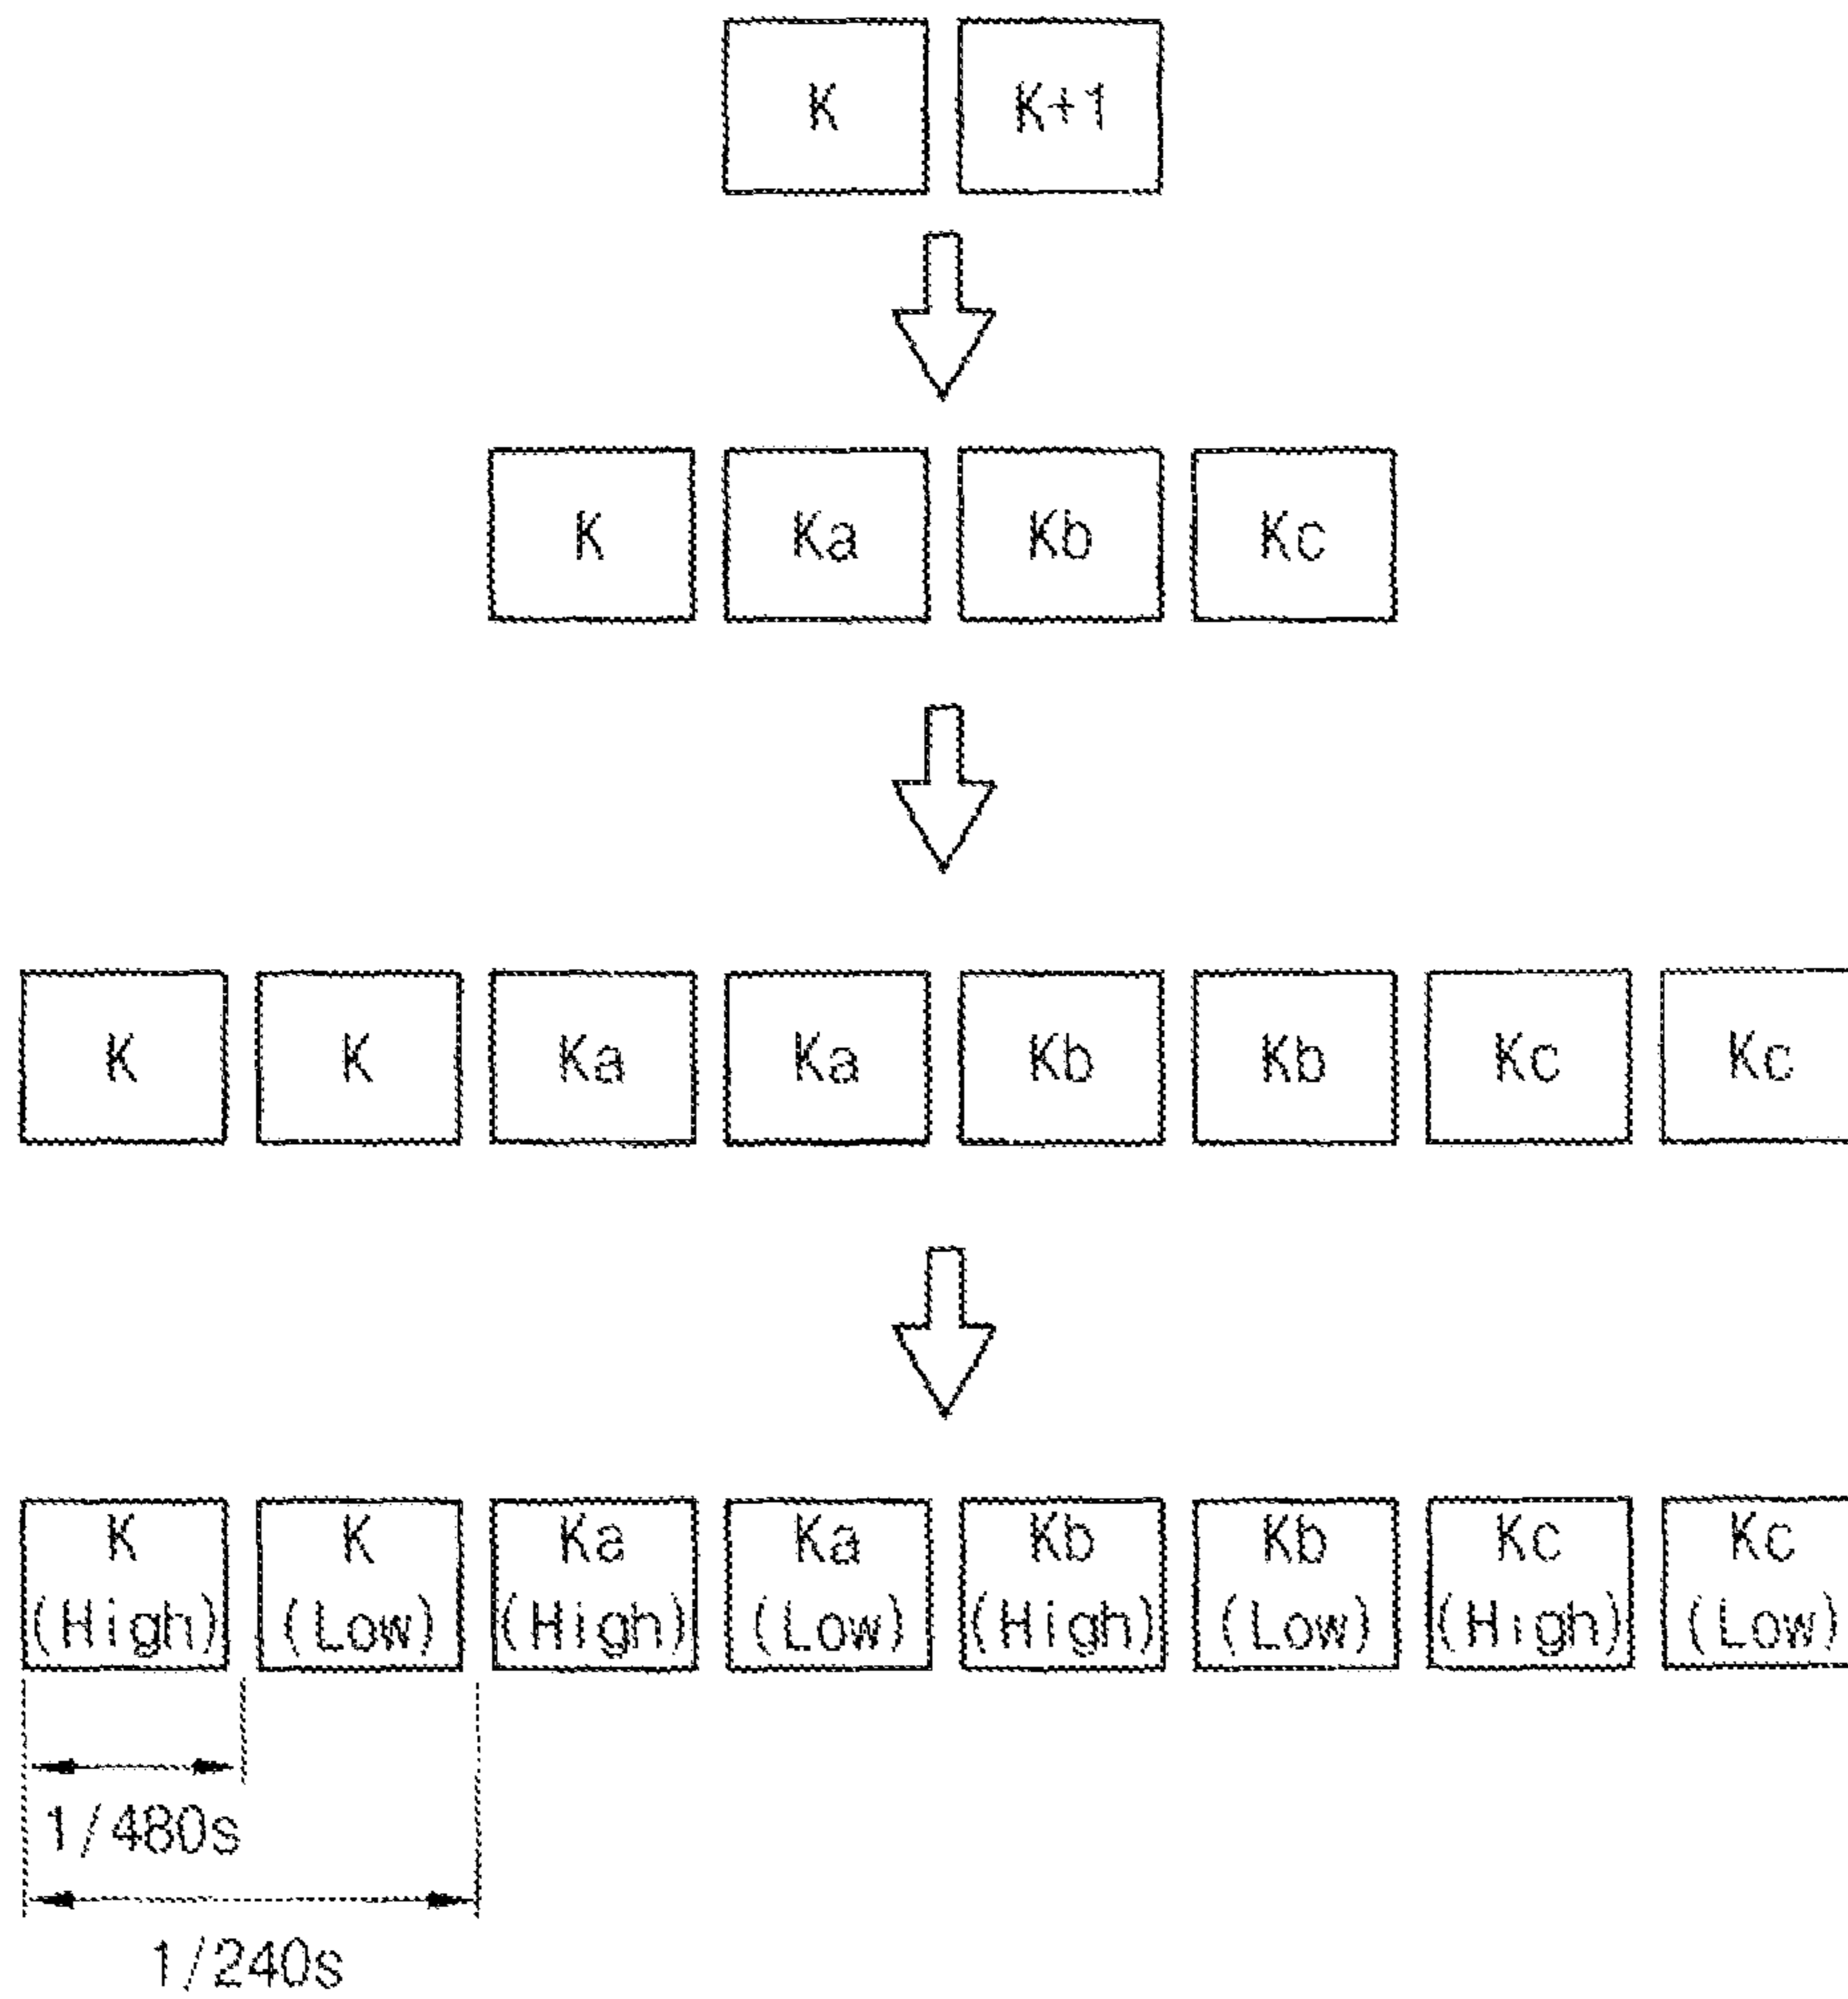 K K+1
K Ka Kb Kc
K K Ka Ka Kb Kb Kc Kc
K K Ka Ka Kb Kb Kc Kc
(High) (Low) (High) (Low) (High) (Low) (High) (Low)
1/480s
1/240s